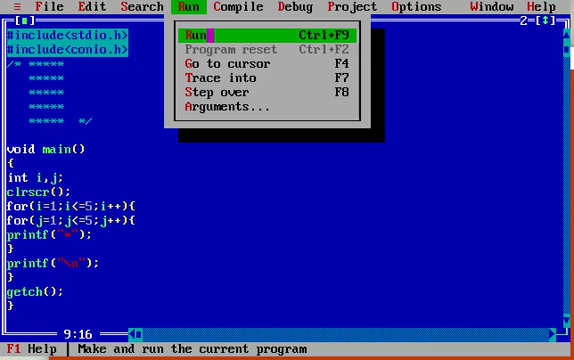 ≡ File Edit Search Run Compile Debug Project Options Window Help
2
Run Ctrl+F9
Program reset Ctrl+F2
Go to cursor F4
Trace into F7
Step over F8
Arguments...
#include<stdio.h>
#include<conio.h>
/* *****
*****
*****
*****
***** */
void main()
{
int i,j;
clrscr();
for(i=1;i<=5;i++){
for(j=1;j<=5;j++){
printf("*");
}
printf("\n");
}
getch();
}
9:16
F1 Help | Make and run the current program